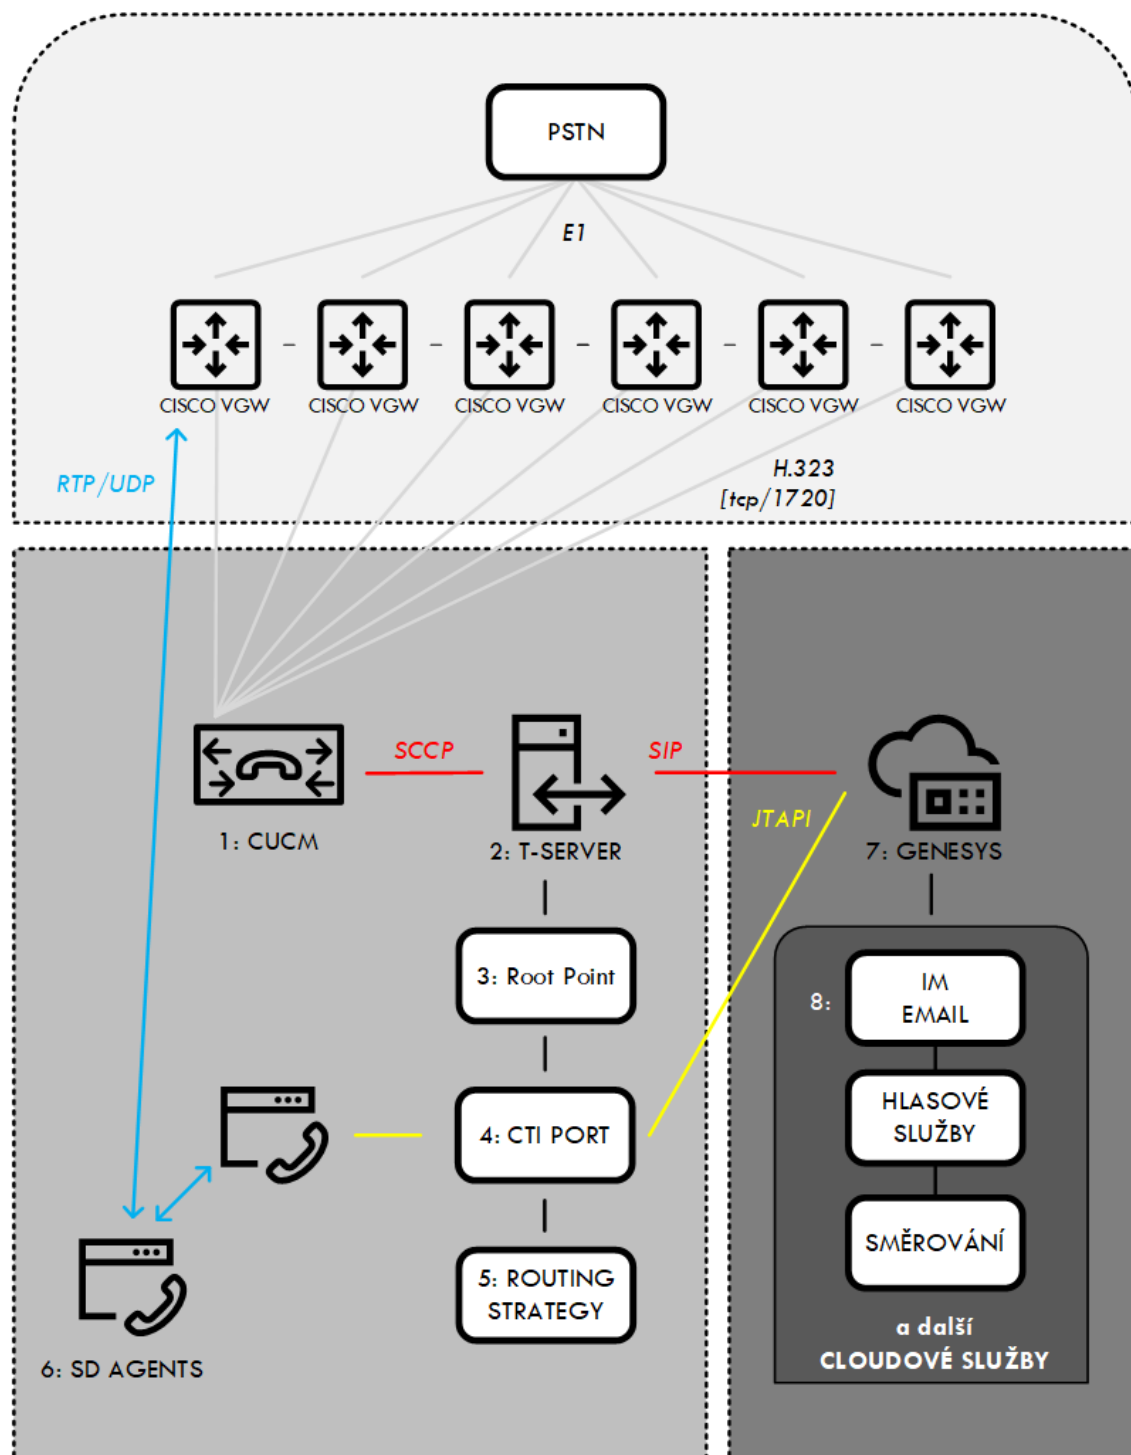 PSTN
E1
CISCO VGW
CISCO VGW
CISCO VGW
CISCO VGW
CISCO VGW
CISCO VGW
RTP/UDP
H.323
[tcp/1720]
SCCP
SIP
JTAPI
1: CUCM
2: T-SERVER
7: GENESYS
3: Root Point
8:
IM
EMAIL
4: CTI PORT
HLASOVÉ
SLUŽBY
SMĚROVÁNÍ
5: ROUTING
STRATEGY
6: SD AGENTS
a další
CLOUDOVÉ SLUŽBY